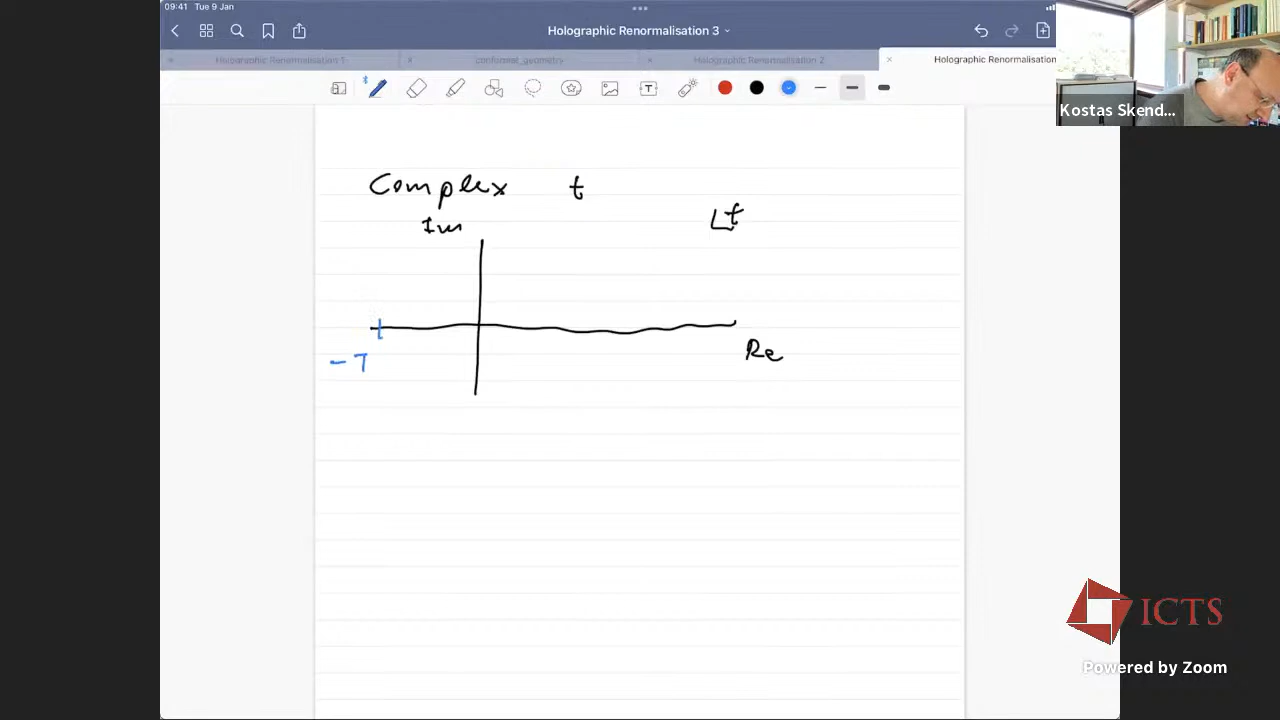 09:41 Tue 9 Jan
Holographic Renormalisation 3
Holographic Renormalisation 1
conformal_geometry
Holographic Renormalisation 2
Holographic Renormalisation
T
Kostas Skend...
Complex t
Im
t
Re
-T
ICTS
Powered by Zoom